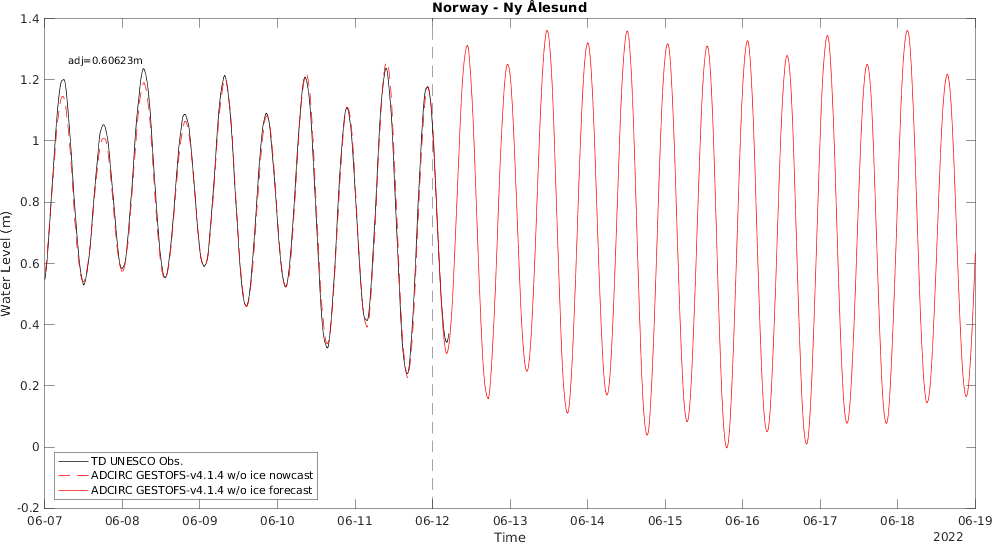 Norway - Ny Ålesund
adj=0.60623m
Water Level (m)
1.4
1.2
1
0.8
0.6
0.4
0.2
0
-0.2
TD UNESCO Obs.
ADCIRC GESTOFS-v4.1.4 w/o ice nowcast
ADCIRC GESTOFS-v4.1.4 w/o ice forecast
06-07 06-08 06-09 06-10 06-11 06-12 06-13 06-14 06-15 06-16 06-17 06-18 06-19
Time
2022